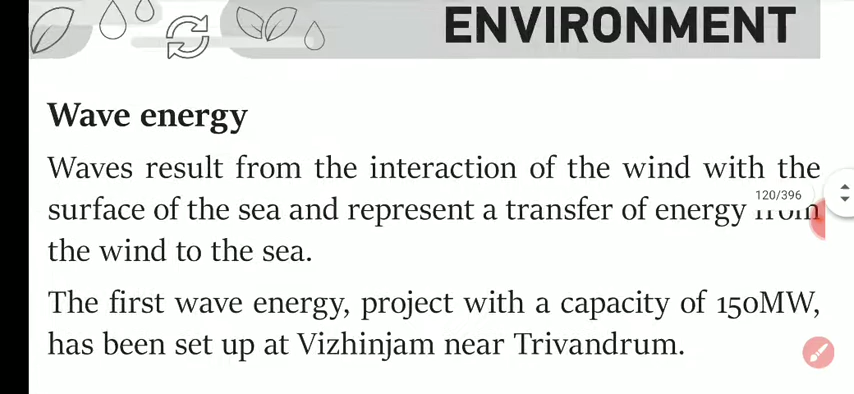 ENVIRONMENT
Wave energy
Waves result from the interaction of the wind with the
120/396
surface of the sea and represent a transfer of energy from
the wind to the sea.
The first wave energy, project with a capacity of 150MW,
has been set up at Vizhinjam near Trivandrum.